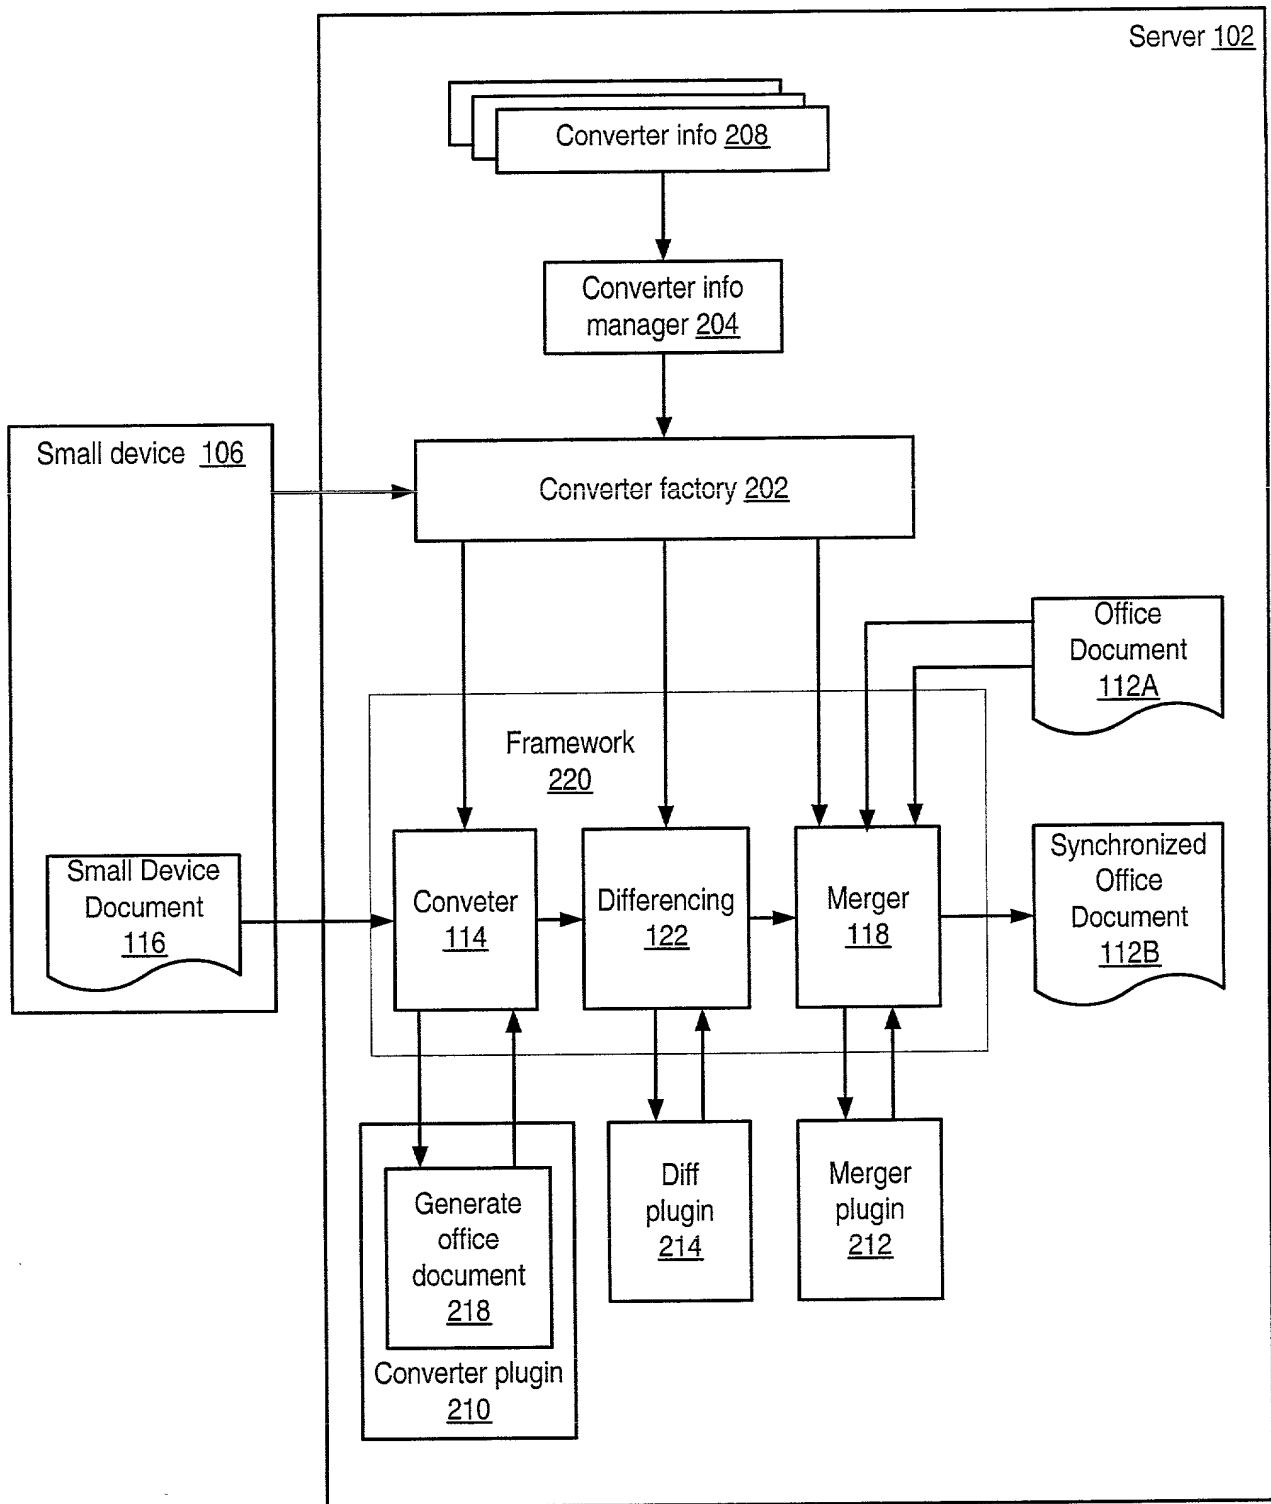 Server 102
Converter info 208
Converter info
manager 204
Small device 106
Converter factory 202
Office
Document
112A
Framework
220
Small Device
Document
116
Conveter
114
Differencing
122
Merger
118
Synchronized
Office
Document
112B
Generate
office
document
218
Converter plugin
210
Diff
plugin
214
Merger
plugin
212